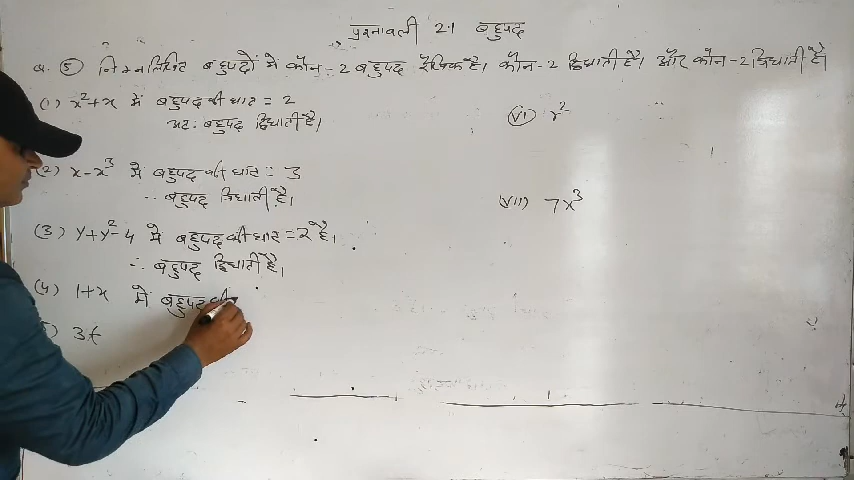 प्रश्नावली 2.1 बहुपद
Q. 5 निम्नलिखित बहुपदों मे कौन-2 बहुपद रैखिक है। कौन-2 द्विघाती है। और कौन-2 त्रिघाती है।
(1) x²+x में बहुपद की घात = 2
अतः बहुपद द्विघाती है।
(2) x-x³ मे बहुपद की घात = 3
∴ बहुपद त्रिघाती है।
(3) y+y²-4 मे बहुपद की घात = 2 है।
∴ बहुपद द्विघाती है।
(4) 1+x में बहुपद की
3t
(VI) r²
(VII) 7x³